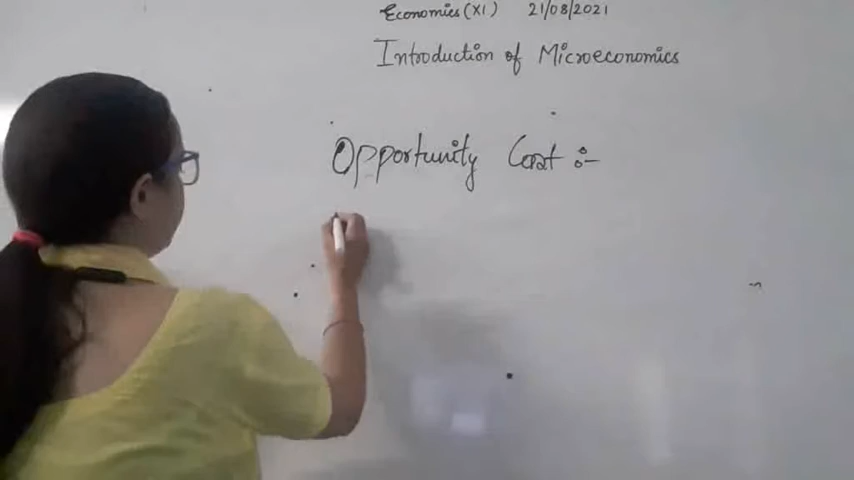 Economics (XI) 21/08/2021
Introduction of Microeconomics
Opportunity Cost :-